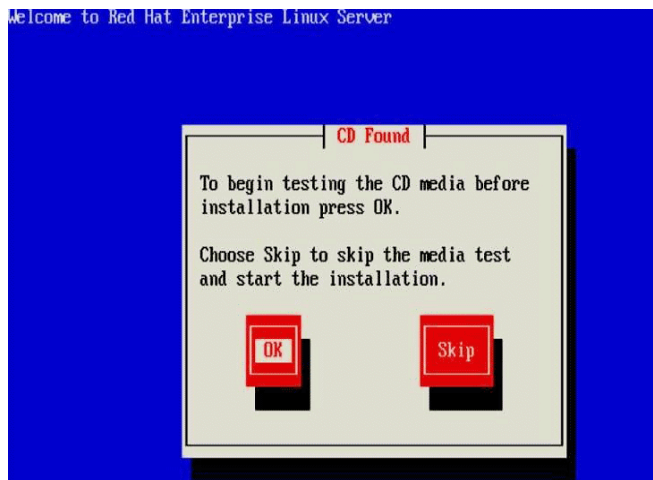 Welcome to Red Hat Enterprise Linux Server
CD Found
To begin testing the CD media before
installation press OK.
Choose Skip to skip the media test
and start the installation.
OK
Skip